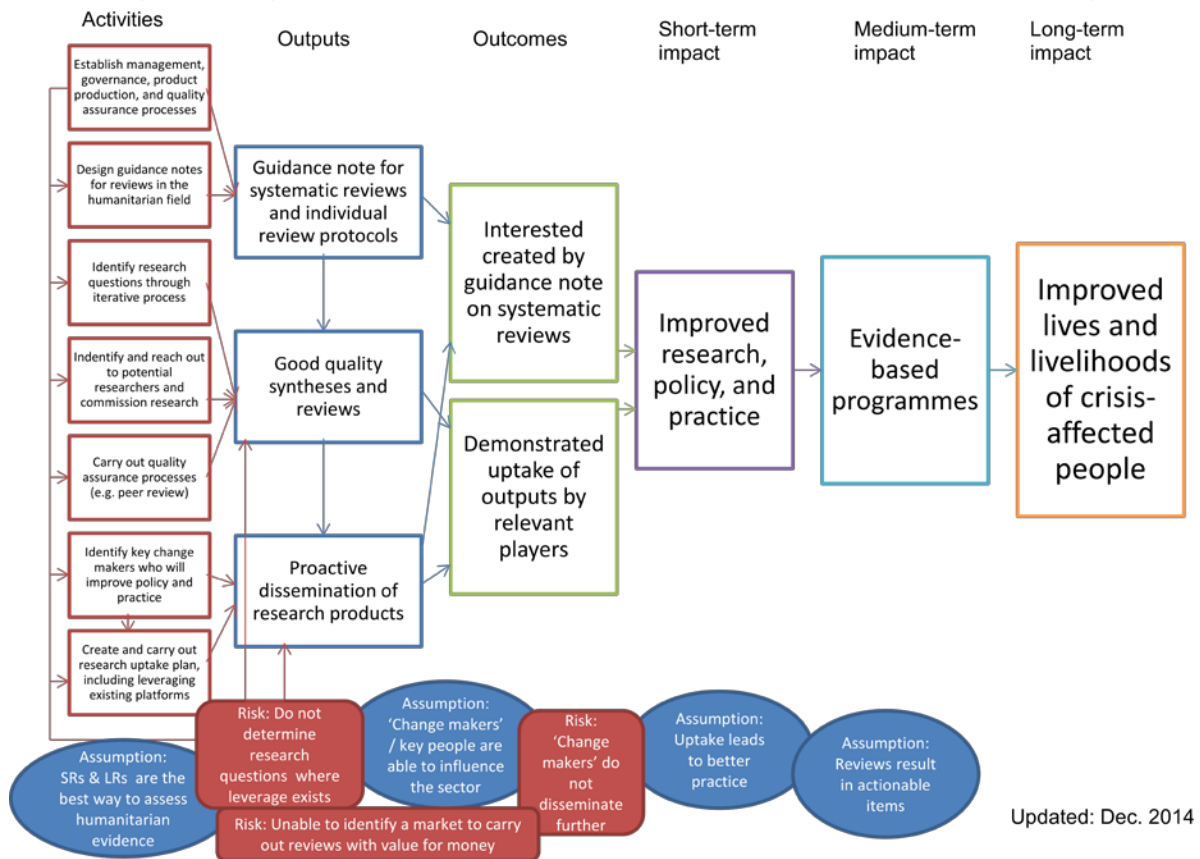 Activities
Outputs
Outcomes
Short-term
impact
Medium-term
impact
Long-term
impact
Establish management,
governance, product
production, and quality
assurance processes
Design guidance notes
for reviews in the
humanitarian field
Identify research
questions through
iterative process
Indentify and reach out
to potential
researchers and
commission research
Carry out quality
assurance processes
(e.g. peer review)
Identify key change
makers who will
improve policy and
practice
Create and carry out
research uptake plan,
including leveraging
existing platforms
Guidance note for
systematic reviews
and individual
review protocols
Good quality
syntheses and
reviews
Proactive
dissemination of
research products
Interested
created by
guidance note
on systematic
reviews
Demonstrated
uptake of
outputs by
relevant
players
Improved
research,
policy, and
practice
Evidence-
based
programmes
Improved
lives and
livelihoods
of crisis-
affected
people
Assumption:
SRs & LRs are the
best way to assess
humanitarian
evidence
Risk: Do not
determine
research
questions where
leverage exists
Risk: Unable to identify a market to carry
out reviews with value for money
Assumption:
‘Change makers’
/ key people are
able to influence
the sector
Risk:
‘Change
makers’ do
not
disseminate
further
Assumption:
Uptake leads
to better
practice
Assumption:
Reviews result
in actionable
items
Updated: Dec. 2014